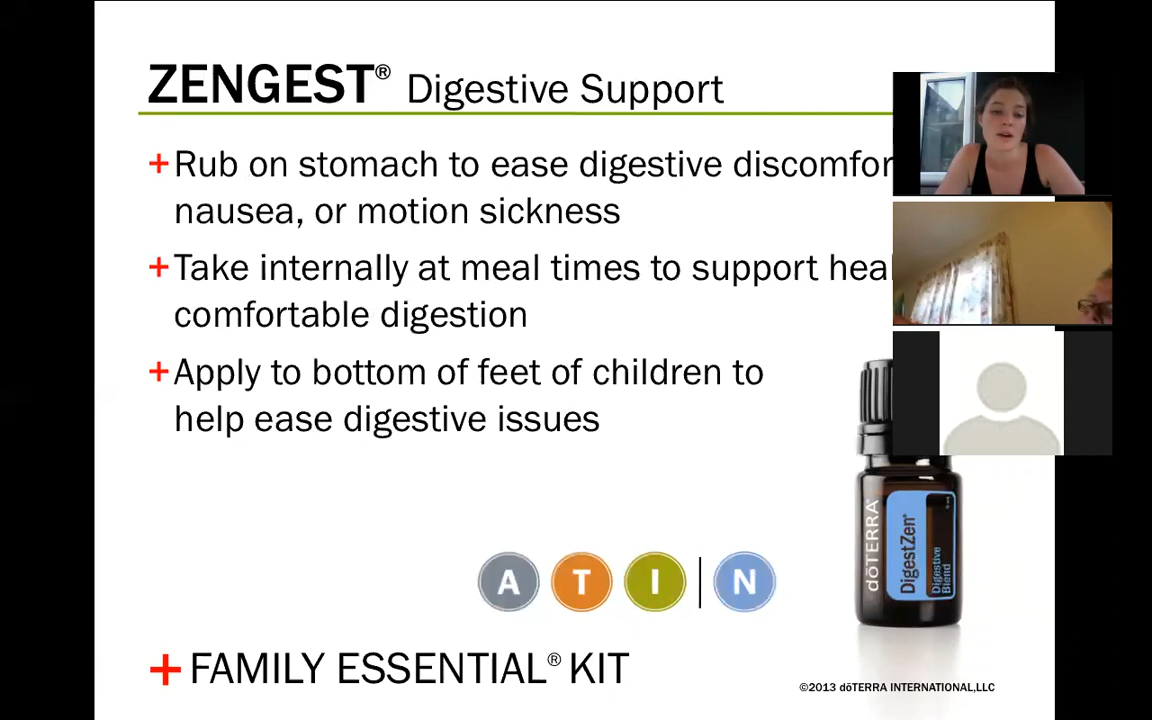 ZENGEST® Digestive Support
+Rub on stomach to ease digestive discomfor
nausea, or motion sickness
+Take internally at meal times to support heal
comfortable digestion
+Apply to bottom of feet of children to
help ease digestive issues
dōTERRA®
DigestZen®
Digestive
Blend
A T I | N
+ FAMILY ESSENTIAL® KIT
©2013 dōTERRA INTERNATIONAL,LLC